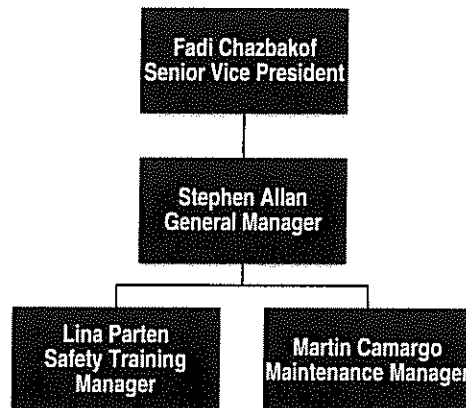 Fadi Chazbakof
Senior Vice President
Stephen Allan
General Manager
Lina Parten
Safety Training
Manager
Martin Camargo
Maintenance Manager